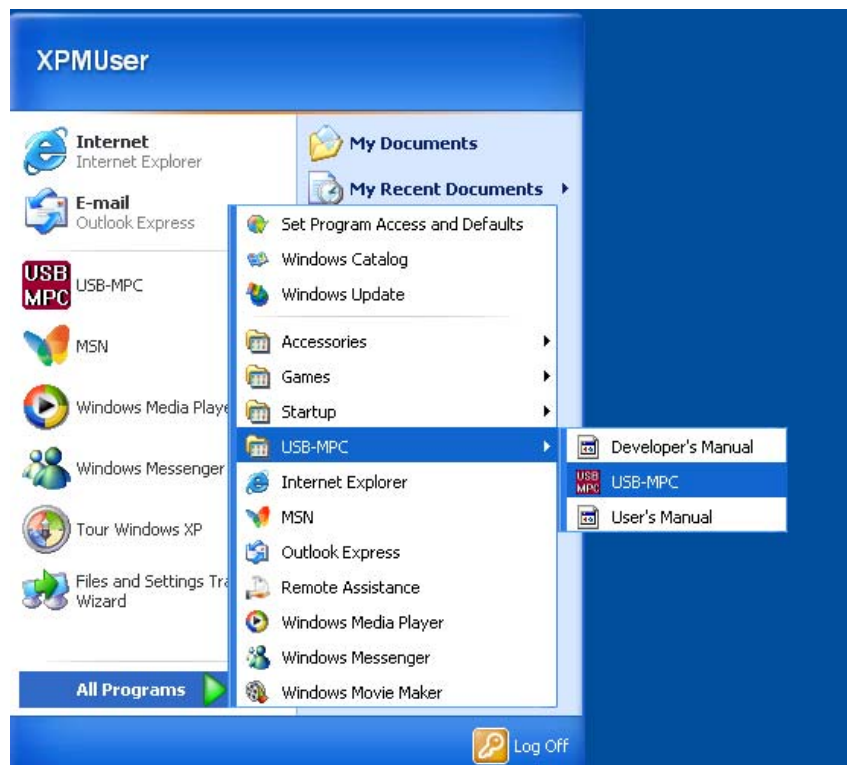 XPMUser
Internet
Internet Explorer
E-mail
Outlook Express
USB
MPC
USB-MPC
MSN
Windows Media Playe
Windows Messenger
Tour Windows XP
Files and Settings Tra
Wizard
All Programs
My Documents
My Recent Documents
Set Program Access and Defaults
Windows Catalog
Windows Update
Accessories
Games
Startup
USB-MPC
Internet Explorer
MSN
Outlook Express
Remote Assistance
Windows Media Player
Windows Messenger
Windows Movie Maker
Developer's Manual
USB
MPC
USB-MPC
User's Manual
Log Off